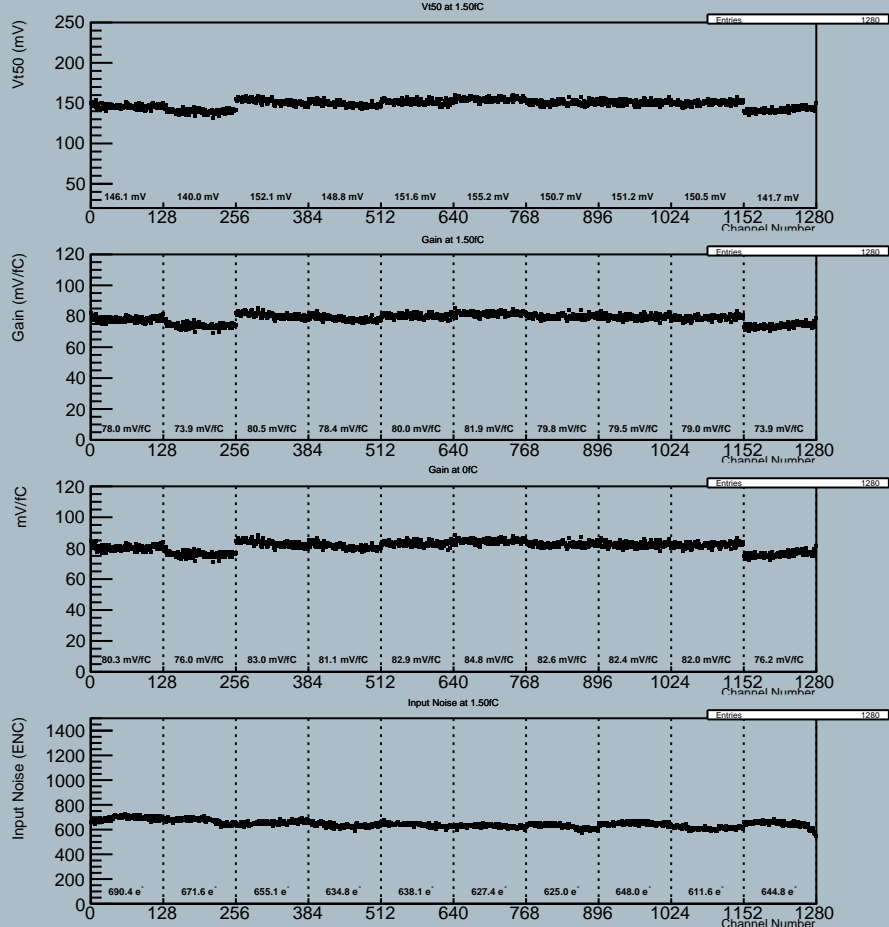 Vt50 at 1.50fC
Entries 1280
Vt50 (mV)
250
200
150
100
50
146.1 mV 140.0 mV 152.1 mV 148.8 mV 151.6 mV 155.2 mV 150.7 mV 151.2 mV 150.5 mV 141.7 mV
0 128 256 384 512 640 768 896 1024 1152 1280
Channel Number
Gain at 1.50fC
Entries 1280
Gain (mV/fC)
120
100
80
60
40
20
0
78.0 mV/fC 73.9 mV/fC 80.5 mV/fC 78.4 mV/fC 80.0 mV/fC 81.9 mV/fC 79.8 mV/fC 79.5 mV/fC 79.0 mV/fC 73.9 mV/fC
0 128 256 384 512 640 768 896 1024 1152 1280
Channel Number
Gain at 0fC
Entries 1280
mV/fC
120
100
80
60
40
20
0
80.3 mV/fC 76.0 mV/fC 83.0 mV/fC 81.1 mV/fC 82.9 mV/fC 84.8 mV/fC 82.6 mV/fC 82.4 mV/fC 82.0 mV/fC 76.2 mV/fC
0 128 256 384 512 640 768 896 1024 1152 1280
Channel Number
Input Noise at 1.50fC
Entries 1280
Input Noise (ENC)
1400
1200
1000
800
600
400
200
0
690.4 e⁻ 671.6 e⁻ 655.1 e⁻ 634.8 e⁻ 638.1 e⁻ 627.4 e⁻ 625.0 e⁻ 648.0 e⁻ 611.6 e⁻ 644.8 e⁻
0 128 256 384 512 640 768 896 1024 1152 1280
Channel Number